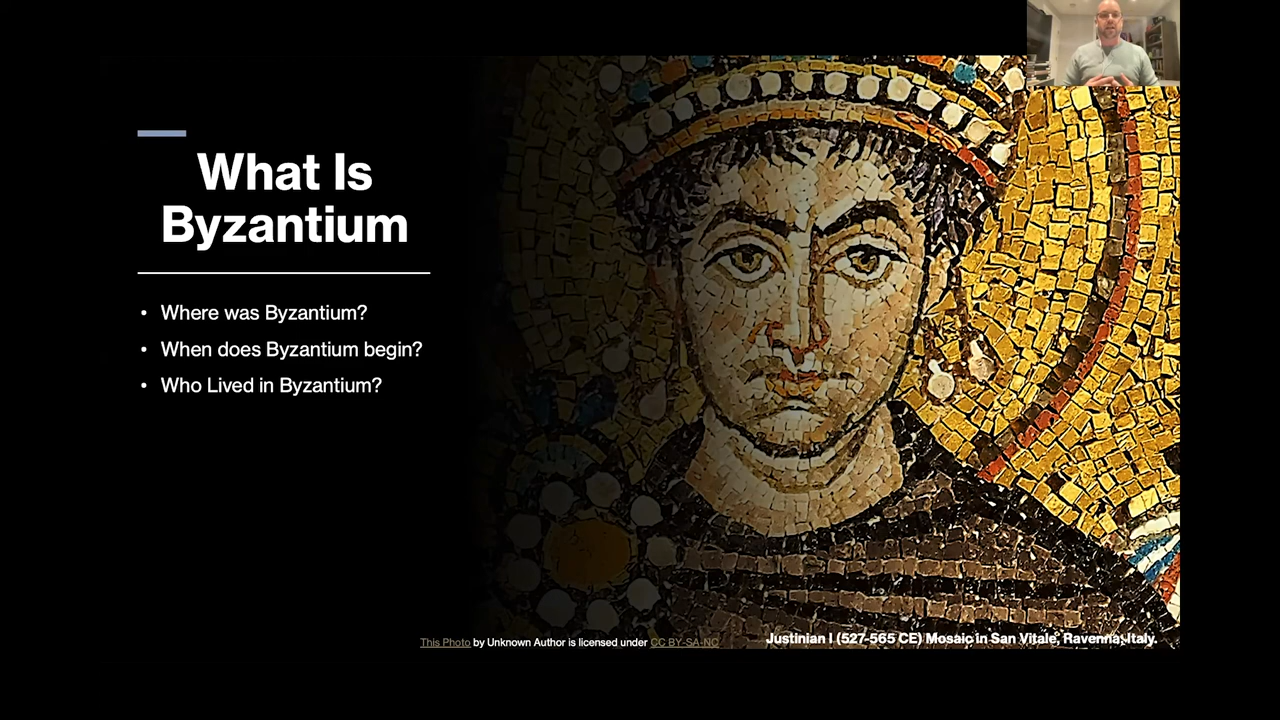 What Is
Byzantium
• Where was Byzantium?
• When does Byzantium begin?
• Who Lived in Byzantium?
This Photo by Unknown Author is licensed under CC BY-SA-NC
Justinian I (527-565 CE) Mosaic in San Vitale, Ravenna, Italy.